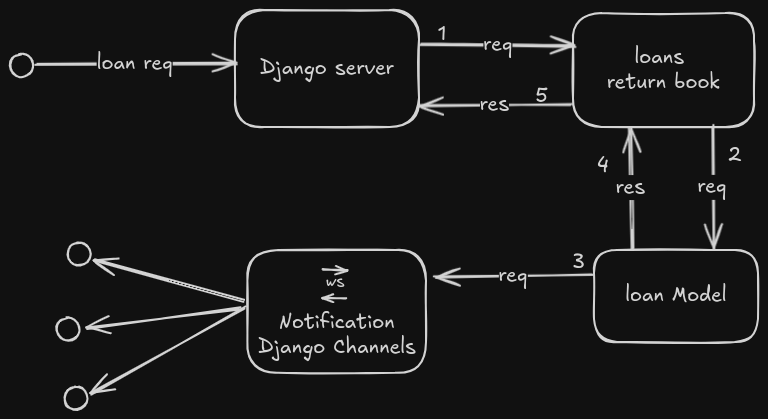 loan req
Django server
1
req
loans
return book
res
5
4
res
2
req
ws
Notification
Django Channels
req
3
loan Model